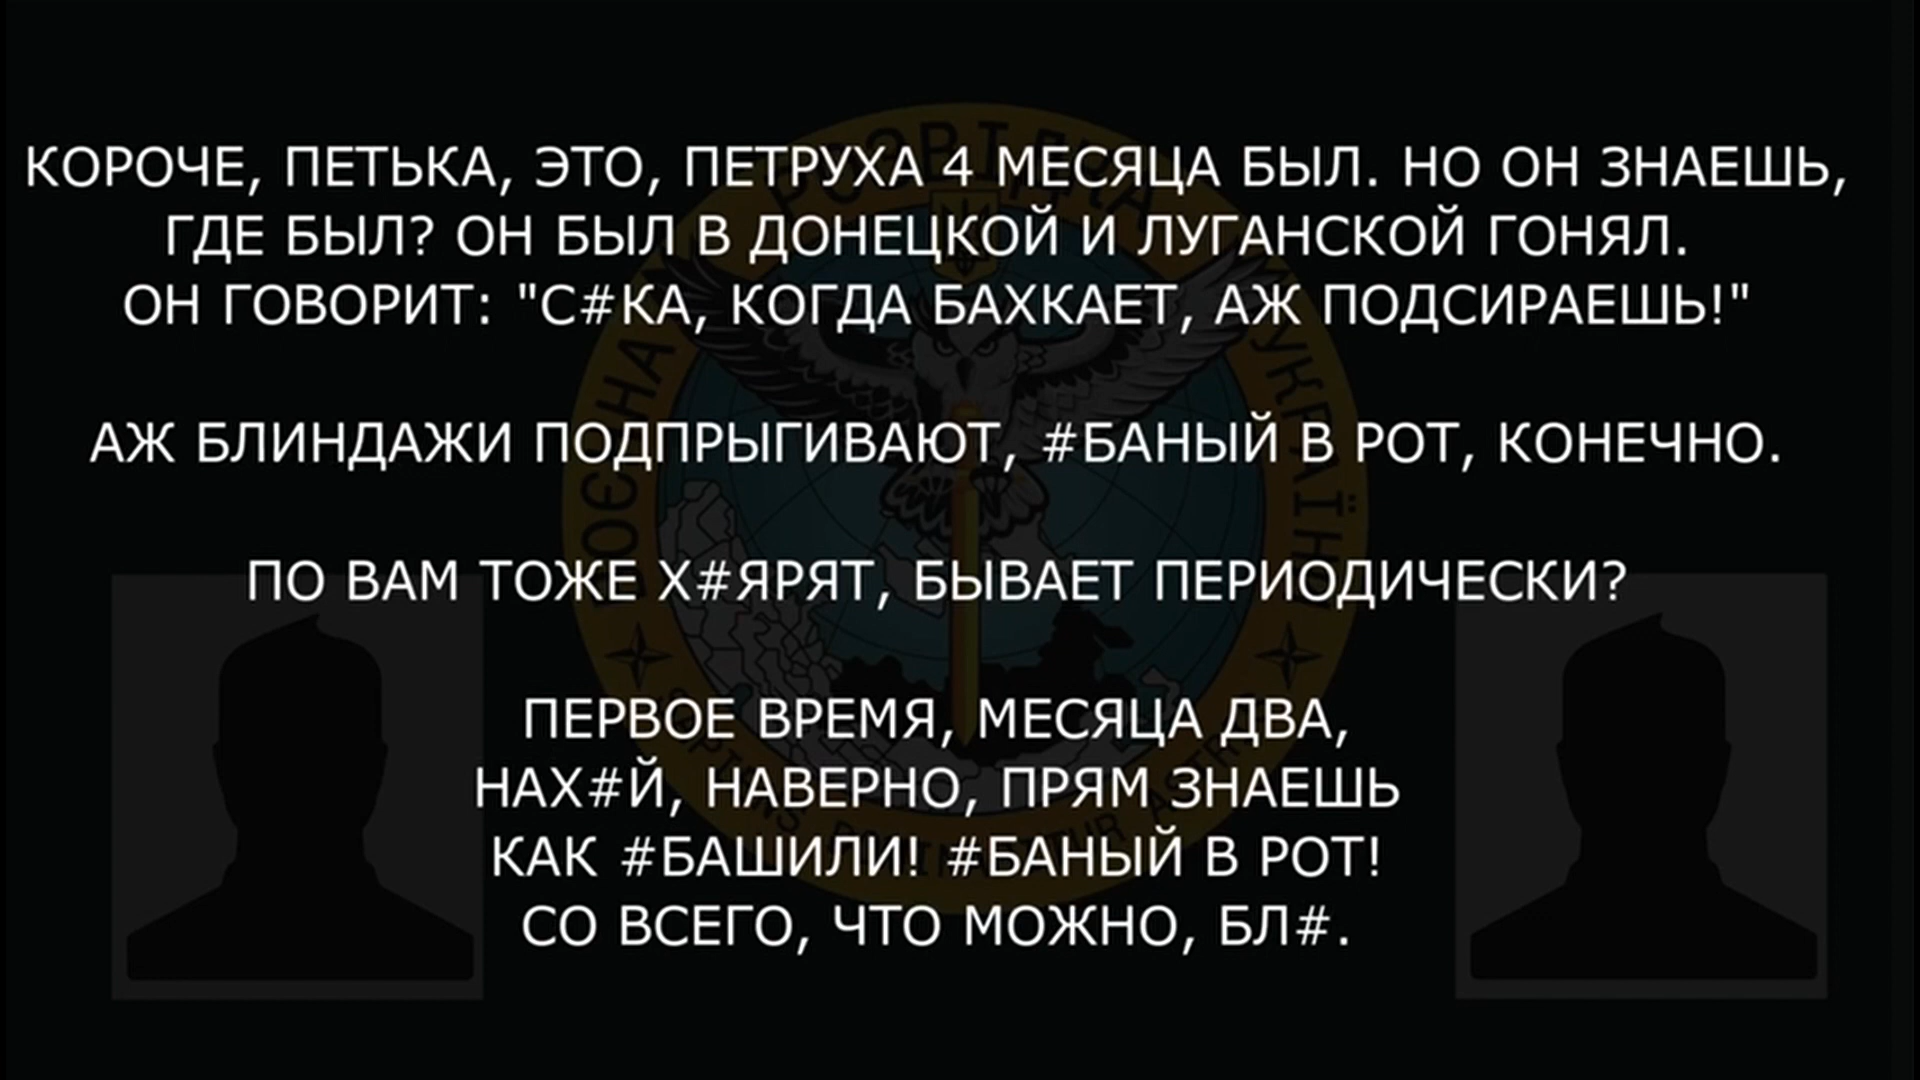 КОРОЧЕ, ПЕТЬКА, ЭТО, ПЕТРУХА 4 МЕСЯЦА БЫЛ. НО ОН ЗНАЕШЬ,
ГДЕ БЫЛ? ОН БЫЛ В ДОНЕЦКОЙ И ЛУГАНСКОЙ ГОНЯЛ.
ОН ГОВОРИТ: "С#КА, КОГДА БАХКАЕТ, АЖ ПОДСИРАЕШЬ!"
АЖ БЛИНДАЖИ ПОДПРЫГИВАЮТ, #БАНЫЙ В РОТ, КОНЕЧНО.
ПО ВАМ ТОЖЕ Х#ЯРЯТ, БЫВАЕТ ПЕРИОДИЧЕСКИ?
ПЕРВОЕ ВРЕМЯ, МЕСЯЦА ДВА,
НАХ#Й, НАВЕРНО, ПРЯМ ЗНАЕШЬ
КАК #БАШИЛИ! #БАНЫЙ В РОТ!
СО ВСЕГО, ЧТО МОЖНО, БЛ#.